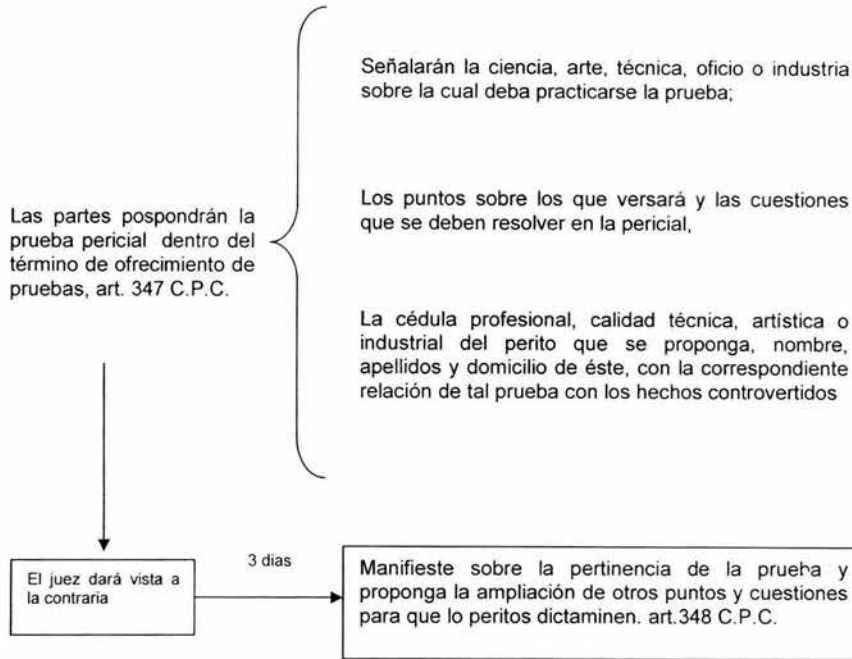 Señalarán la ciencia, arte, técnica, oficio o industria
sobre la cual deba practicarse la prueba;
Los puntos sobre los que versará y las cuestiones
que se deben resolver en la pericial,
Las partes pospondrán la
prueba pericial dentro del
término de ofrecimiento de
pruebas, art. 347 C.P.C.
La cédula profesional, calidad técnica, artística o
industrial del perito que se proponga, nombre,
apellidos y domicilio de éste, con la correspondiente
relación de tal prueba con los hechos controvertidos
El juez dará vista a
la contraria
3 dias
Manifieste sobre la pertinencia de la prueba y
proponga la ampliación de otros puntos y cuestiones
para que lo peritos dictaminen. art.348 C.P.C.